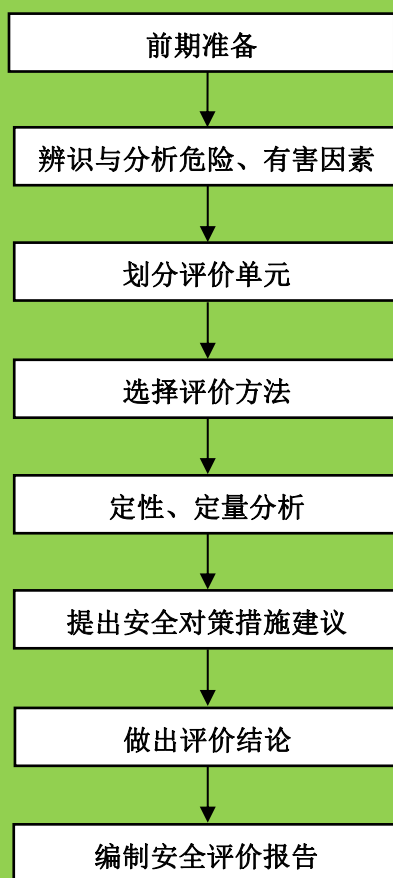 前期准备
辨识与分析危险、有害因素
划分评价单元
选择评价方法
定性、定量分析
提出安全对策措施建议
做出评价结论
编制安全评价报告